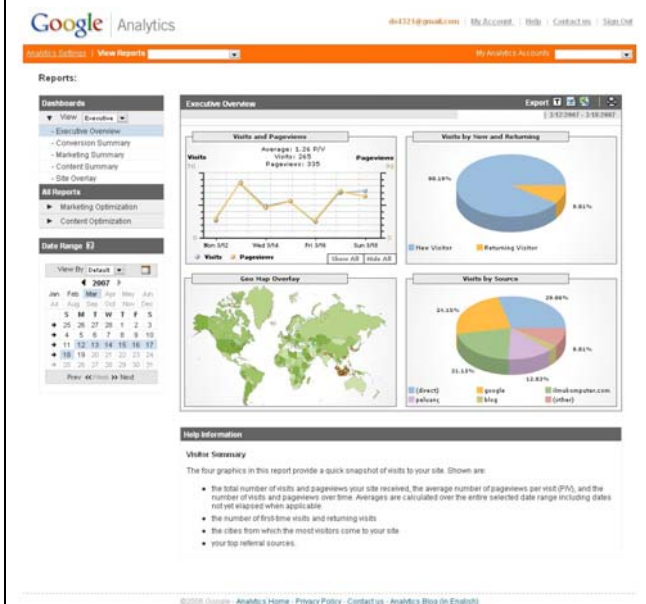 Google Analytics
My Account | Help | Contact us | Sign Out
Analytics Settings | View Reports
My Analytics Accounts
Reports:
Dashboards
View Executive
- Executive Overview
- Conversion Summary
- Marketing Summary
- Content Summary
- Site Overlay
All Reports
Marketing Optimization
Content Optimization
Date Range
View By Default
2007
Jan Feb Mar Apr May Jun
Jul Aug Sep Oct Nov Dec
S M T W T F S
25 26 27 28 1 2 3
4 5 6 7 8 9 10
11 12 13 14 15 16 17
18 19 20 21 22 23 24
25 26 27 28 29 30 31
Prev Week Next
Executive Overview
Export
3/12/2007 - 3/18/2007
Visits and Pageviews
Average: 1.26 P/V
Visits: 265
Pageviews: 335
Visits
Pageviews
Mon 3/12 Wed 3/14 Fri 3/16 Sun 3/18
Visits Pageviews
Show All Hide All
Visits by New and Returning
90.19%
9.81%
New Visitor Returning Visitor
Geo Map Overlay
Visits by Source
24.15%
21.13%
12.83%
9.81%
(direct) google ilmukomputer.com
peluang blog (other)
Help Information
Visitor Summary
The four graphics in this report provide a quick snapshot of visits to your site. Shown are:
the total number of visits and pageviews your site received, the average number of pageviews per visit (P/V), and the
number of visits and pageviews over time. Averages are calculated over the entire selected date range including dates
not yet elapsed when applicable.
the number of first-time visits and returning visits
the cities from which the most visitors come to your site
your top referral sources.
Google - Analytics Home - Privacy Policy - Contact us - Analytics Blog (in English)